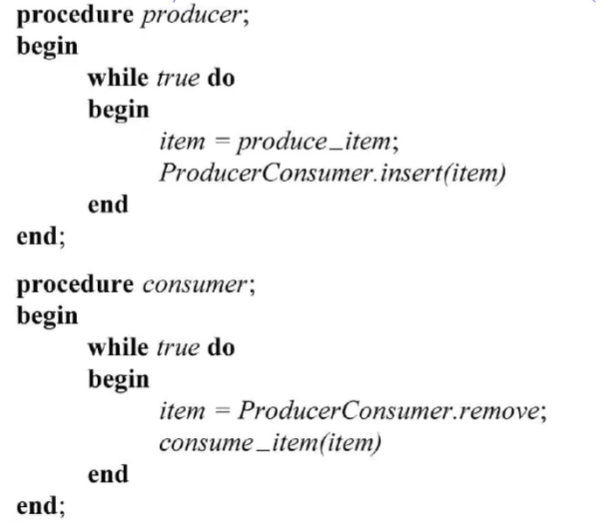 procedure producer;
begin
while true do
begin
item = produce_item;
ProducerConsumer.insert(item)
end
end;
procedure consumer;
begin
while true do
begin
item = ProducerConsumer.remove;
consume_item(item)
end
end;